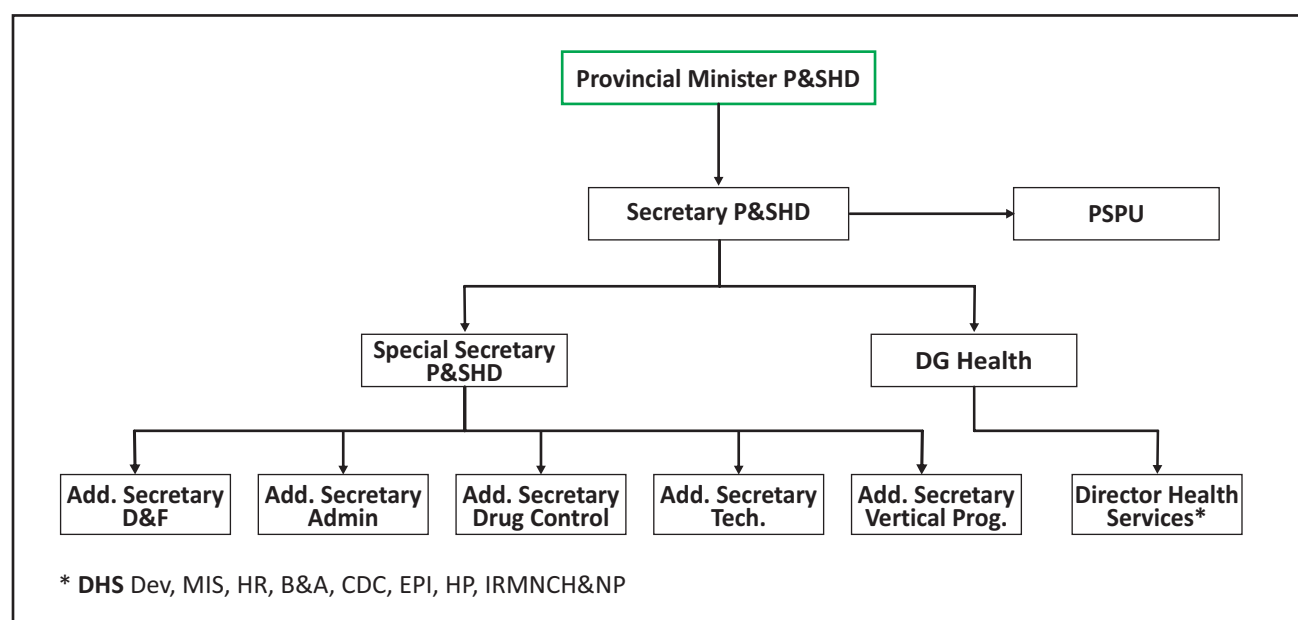 Provincial Minister P&SHD
Secretary P&SHD
PSPU
Special Secretary
P&SHD
DG Health
Add. Secretary
D&F
Add. Secretary
Admin
Add. Secretary
Drug Control
Add. Secretary
Tech.
Add. Secretary
Vertical Prog.
Director Health
Services*
* DHS Dev, MIS, HR, B&A, CDC, EPI, HP, IRMNCH&NP